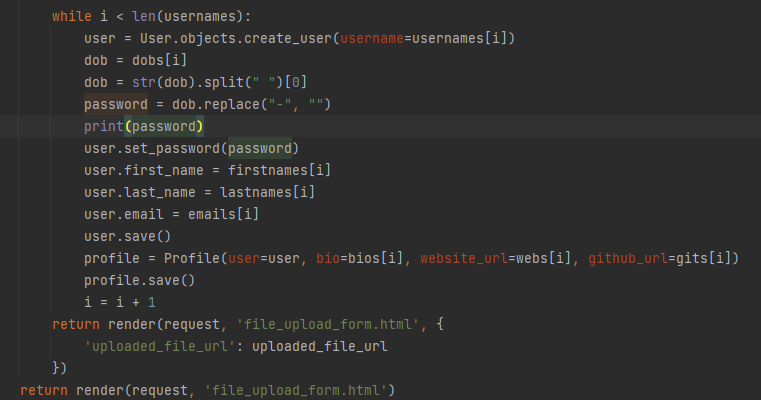 while i < len(usernames):
user = User.objects.create_user(username=usernames[i])
dob = dobs[i]
dob = str(dob).split(" ")[0]
password = dob.replace("-", "")
print(password)
user.set_password(password)
user.first_name = firstnames[i]
user.last_name = lastnames[i]
user.email = emails[i]
user.save()
profile = Profile(user=user, bio=bios[i], website_url=webs[i], github_url=gits[i])
profile.save()
i = i + 1
return render(request, 'file_upload_form.html', {
'uploaded_file_url': uploaded_file_url
})
return render(request, 'file_upload_form.html')